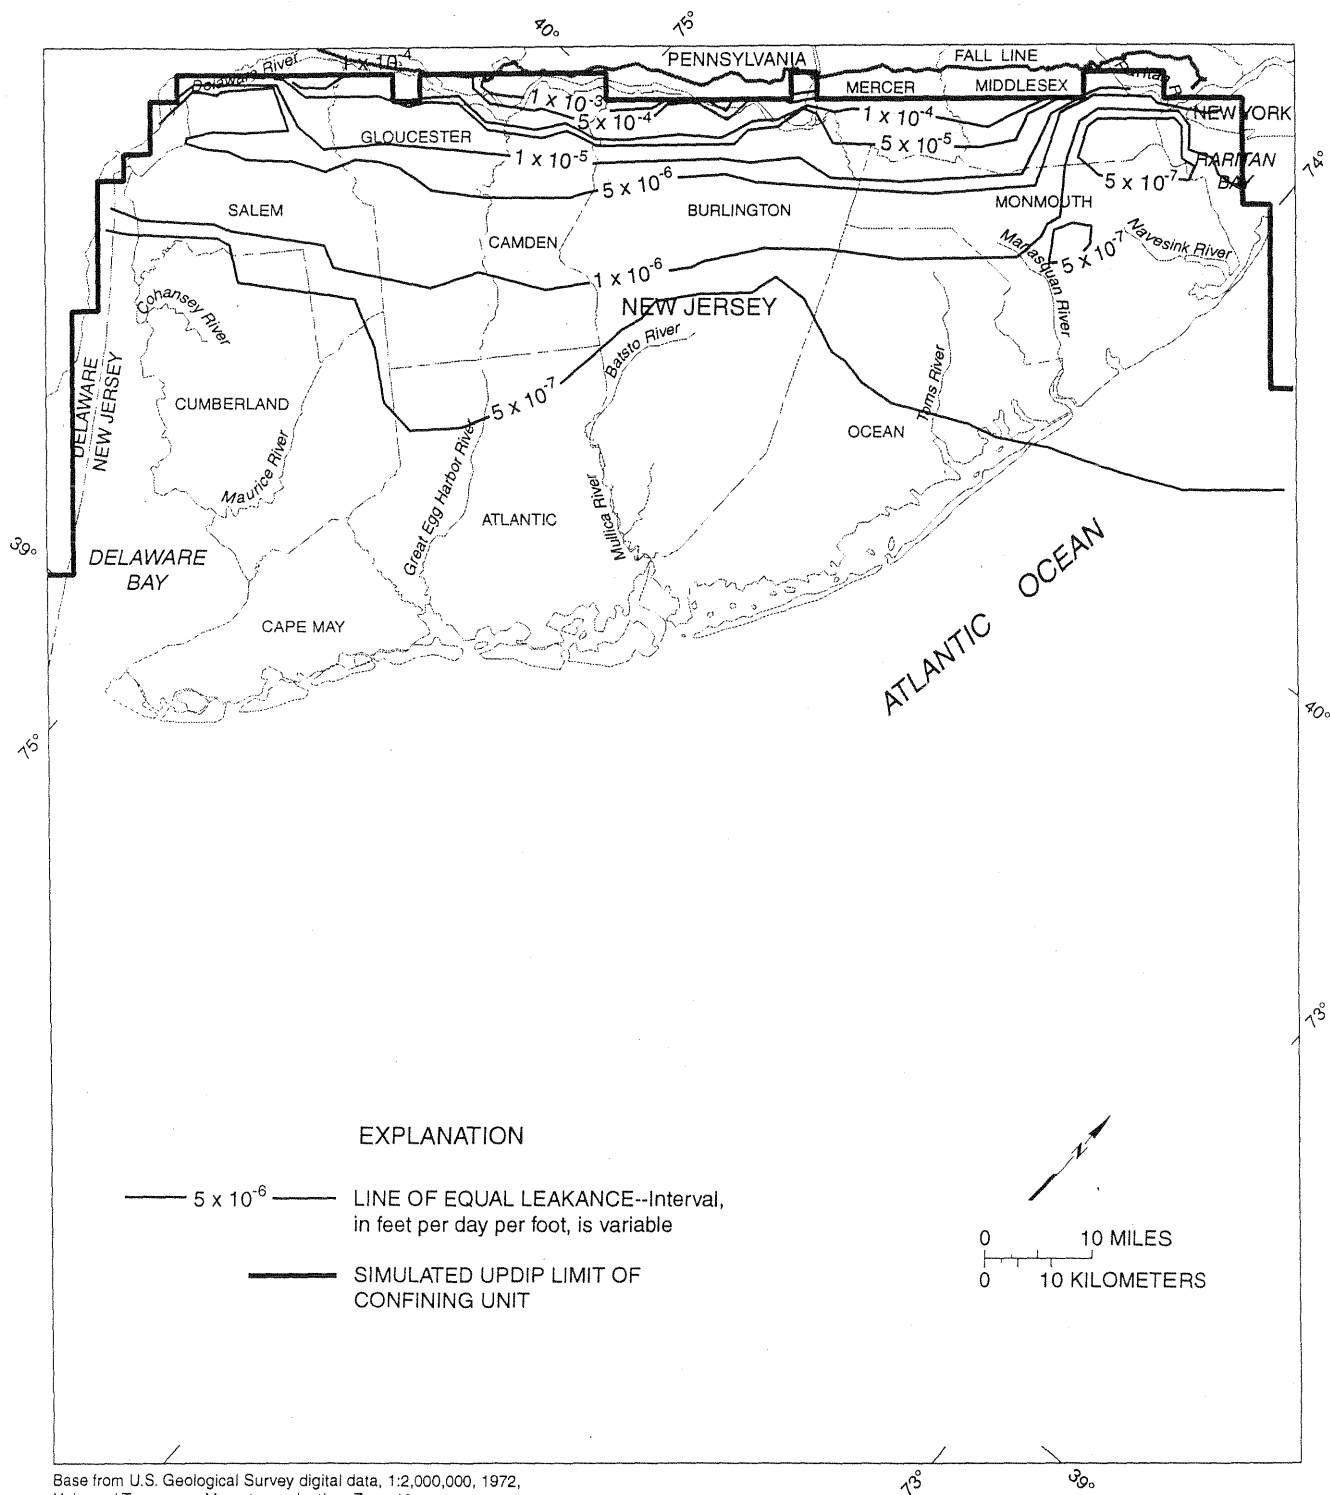 40°
75°
PENNSYLVANIA
FALL LINE
1 x 10-4
Delaware River
MERCER
MIDDLESEX
1 x 10-3
5 x 10-4
1 x 10-4
NEW YORK
GLOUCESTER
5 x 10-5
1 x 10-5
RARITAN
BAY
74°
5 x 10-6
5 x 10-7
SALEM
BURLINGTON
MONMOUTH
CAMDEN
Manasquan River
5 x 10-7
Navesink River
1 x 10-6
NEW JERSEY
Cohansey River
Batsto River
DELAWARE
NEW JERSEY
CUMBERLAND
5 x 10-7
Toms River
OCEAN
Maurice River
Great Egg Harbor River
ATLANTIC
Mullica River
39°
DELAWARE
BAY
ATLANTIC OCEAN
CAPE MAY
75°
40°
73°
EXPLANATION
N
5 x 10-6
LINE OF EQUAL LEAKANCE--Interval,
in feet per day per foot, is variable
0 10 MILES
0 10 KILOMETERS
SIMULATED UPDIP LIMIT OF
CONFINING UNIT
Base from U.S. Geological Survey digital data, 1:2,000,000, 1972,
73°
39°